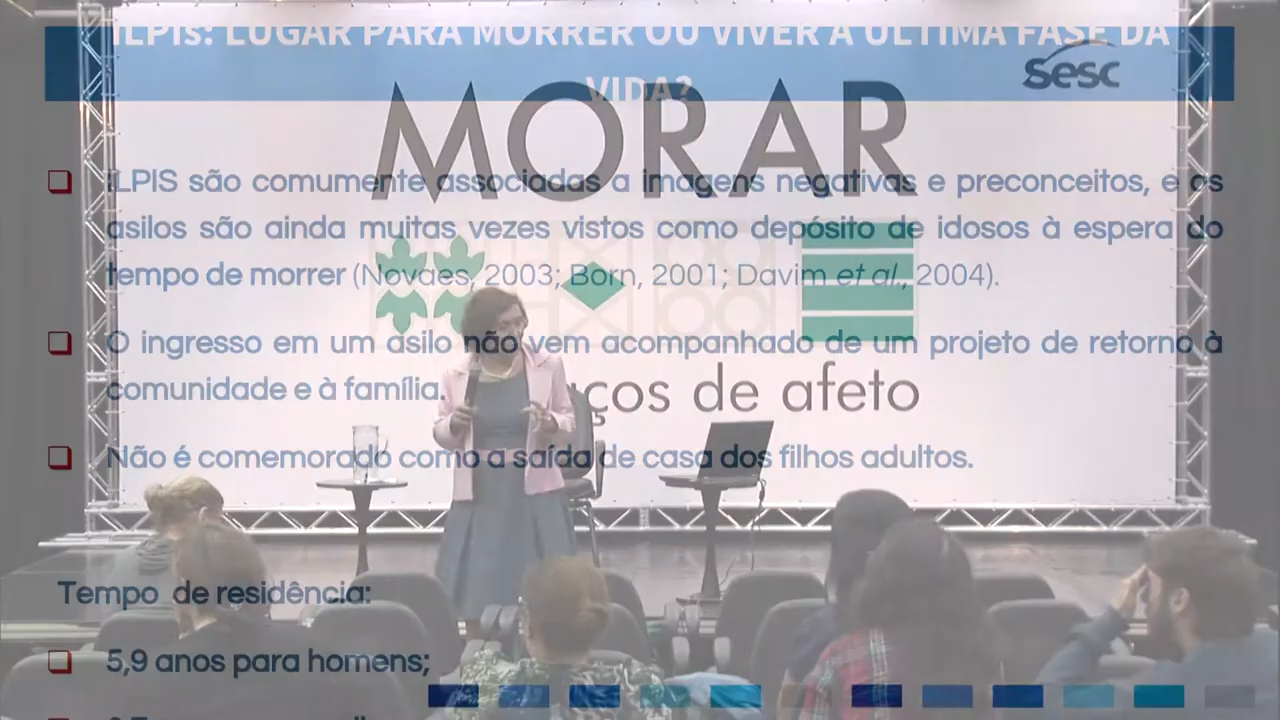 ILPIs: LUGAR PARA MORRER OU VIVER A ÚLTIMA FASE DA
VIDA?
Sesc
MORAR
ILPIS são comumente associadas a imagens negativas e preconceitos, e os
asilos são ainda muitas vezes vistos como depósito de idosos à espera do
tempo de morrer (Novaes, 2003; Born, 2001; Davim et al., 2004).
O ingresso em um asilo não vem acompanhado de um projeto de retorno à
comunidade e à família.
ços de afeto
Não é comemorado como a saída de casa dos filhos adultos.
Tempo de residência:
5,9 anos para homens;